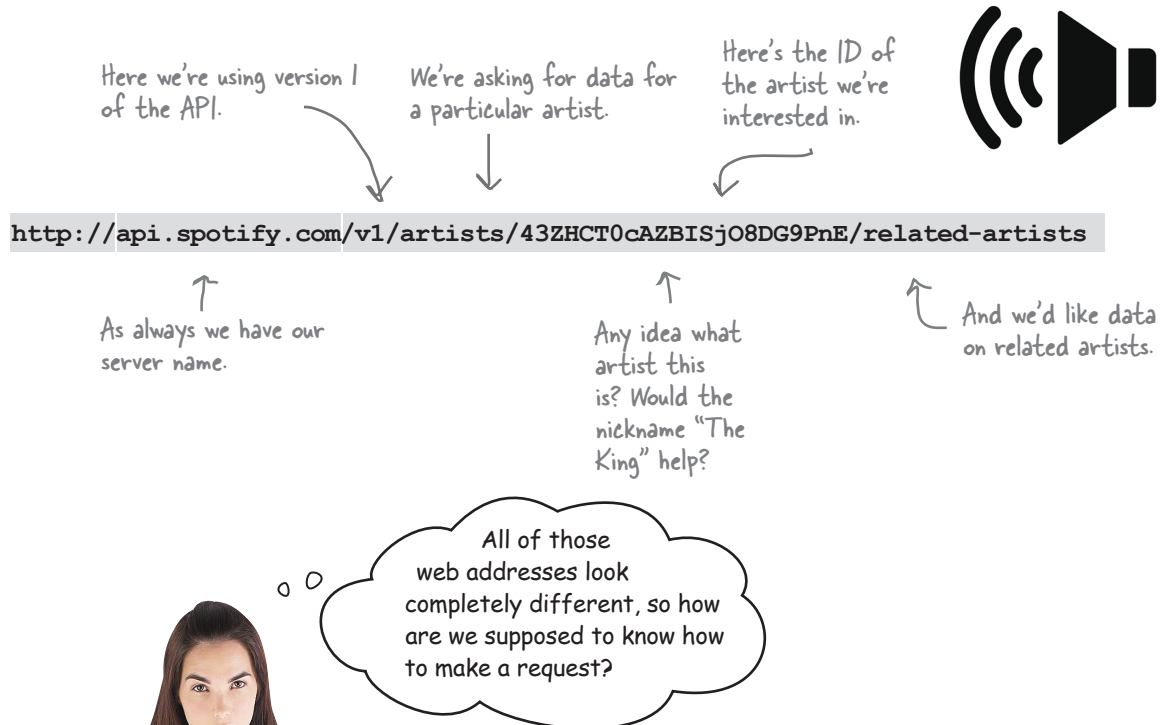 Here we're using version 1
of the API.
We're asking for data for
a particular artist.
Here's the ID of
the artist we're
interested in.
http://api.spotify.com/v1/artists/43ZHCT0cAZBISjO8DG9PnE/related-artists
As always we have our
server name.
Any idea what
artist this
is? Would the
nickname “The
King” help?
And we'd like data
on related artists.
All of those
web addresses look
completely different, so how
are we supposed to know how
to make a request?